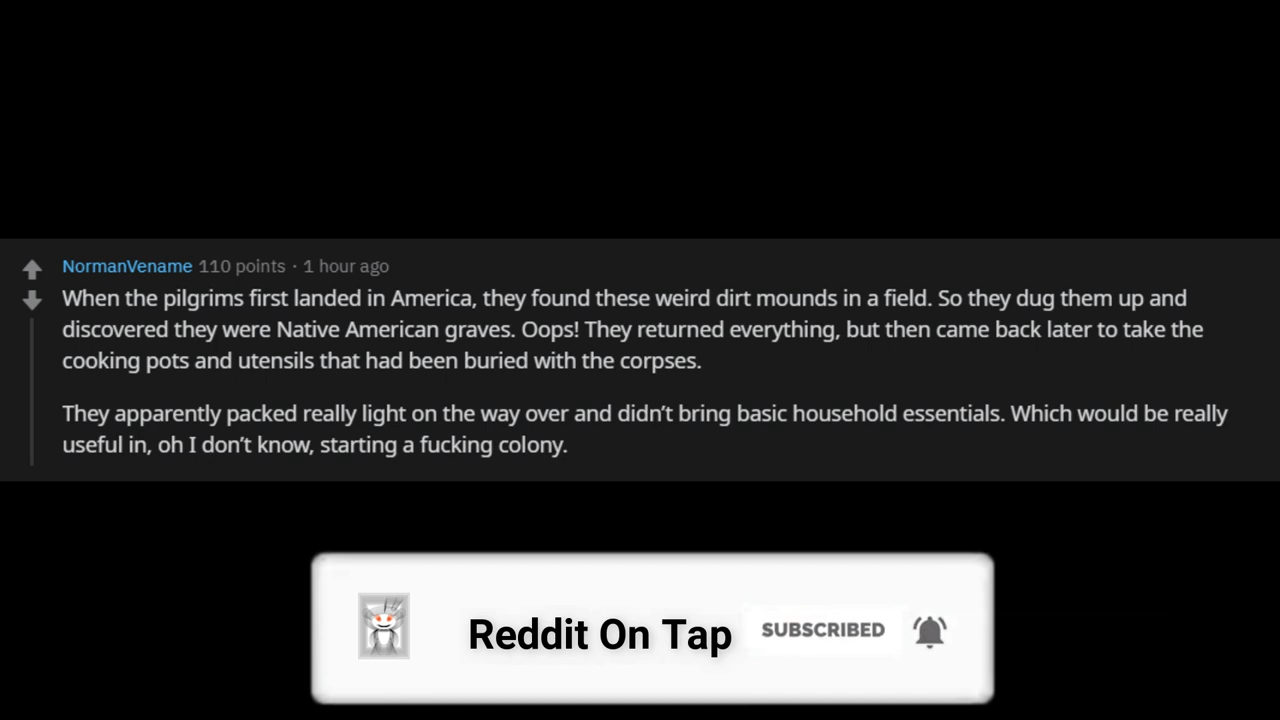 NormanVename 110 points · 1 hour ago
When the pilgrims first landed in America, they found these weird dirt mounds in a field. So they dug them up and
discovered they were Native American graves. Oops! They returned everything, but then came back later to take the
cooking pots and utensils that had been buried with the corpses.
They apparently packed really light on the way over and didn’t bring basic household essentials. Which would be really
useful in, oh I don’t know, starting a fucking colony.
Reddit On Tap SUBSCRIBED